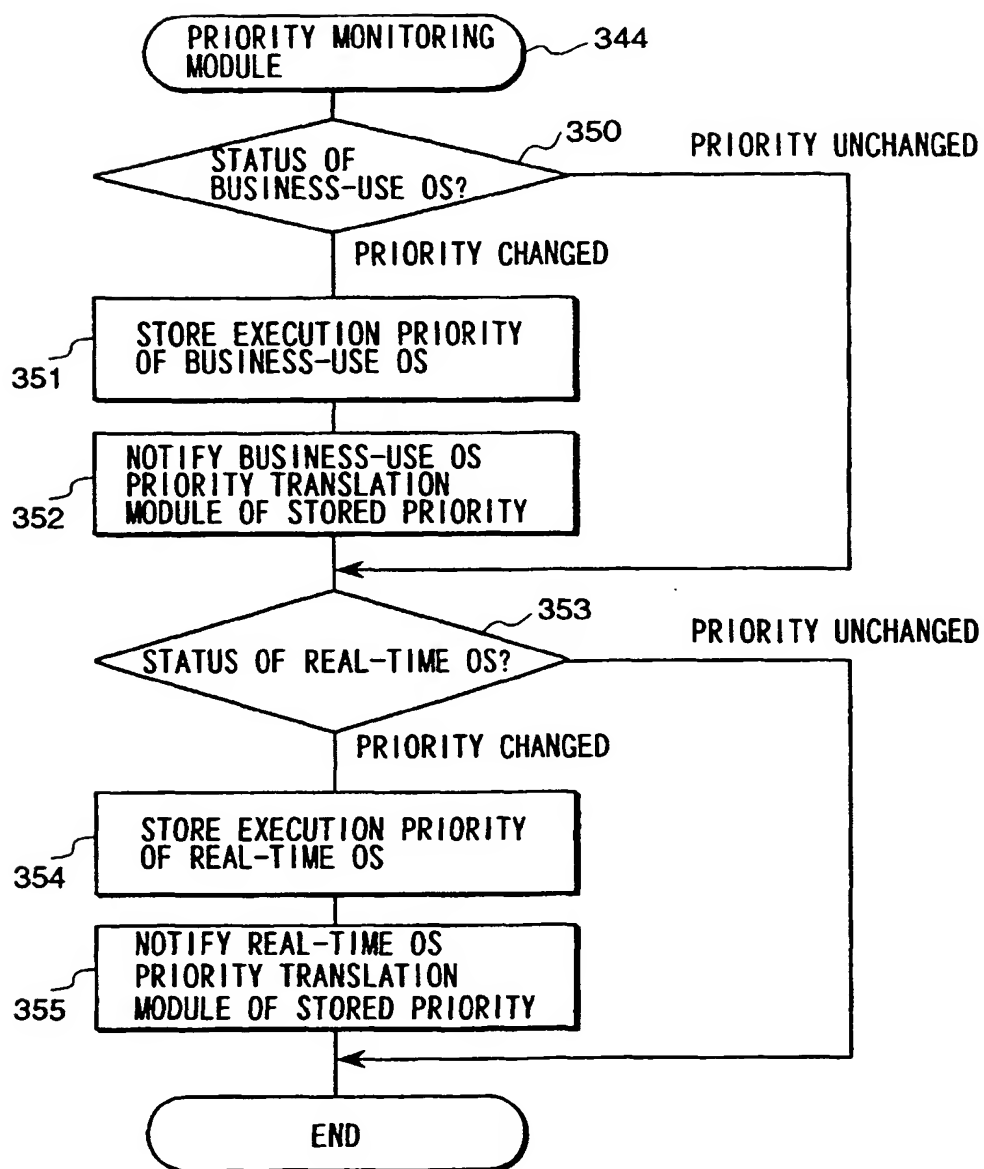 PRIORITY MONITORING
MODULE
344
350
PRIORITY UNCHANGED
STATUS OF
BUSINESS-USE OS?
PRIORITY CHANGED
STORE EXECUTION PRIORITY
OF BUSINESS-USE OS
351
NOTIFY BUSINESS-USE OS
PRIORITY TRANSLATION
MODULE OF STORED PRIORITY
352
353
PRIORITY UNCHANGED
STATUS OF REAL-TIME OS?
PRIORITY CHANGED
STORE EXECUTION PRIORITY
OF REAL-TIME OS
354
NOTIFY REAL-TIME OS
PRIORITY TRANSLATION
MODULE OF STORED PRIORITY
355
END